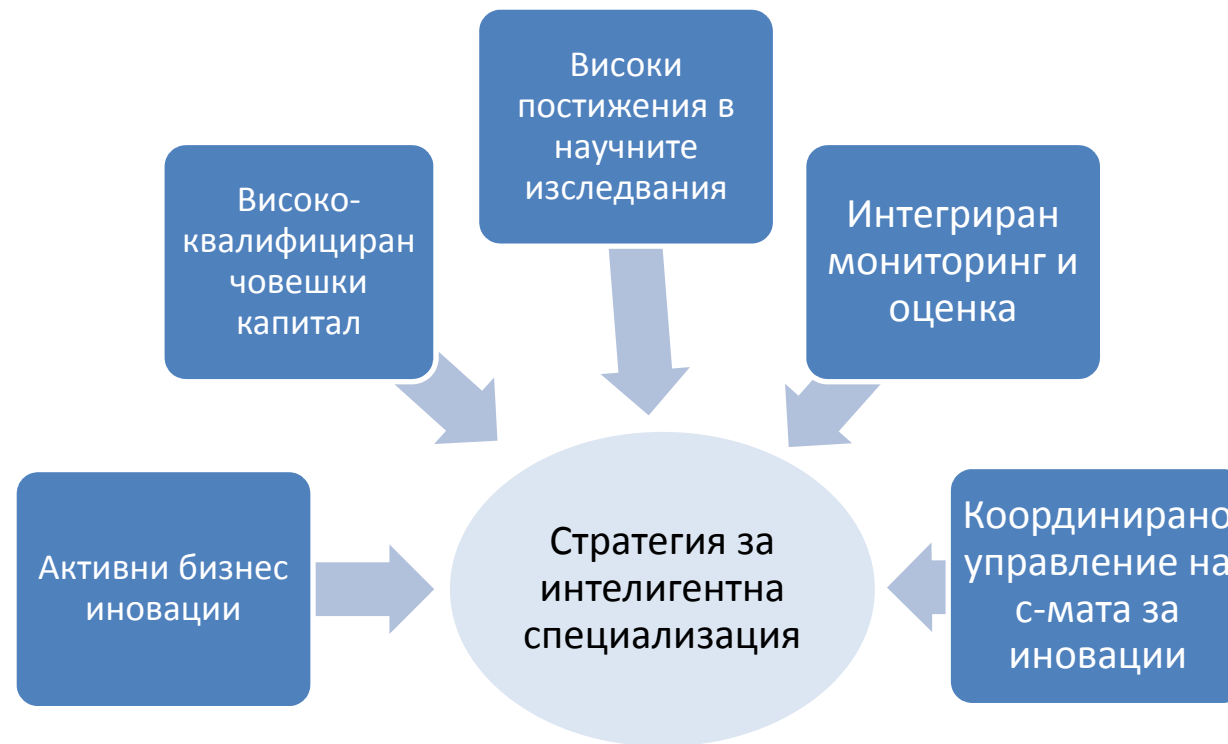 Високи
постижения в
научните
изследвания
Високо-
квалифициран
човешки
капитал
Интегриран
мониторинг и
оценка
Активни бизнес
иновации
Стратегия за
интелигентна
специализация
Координирано
управление на
с-мата за
иновации